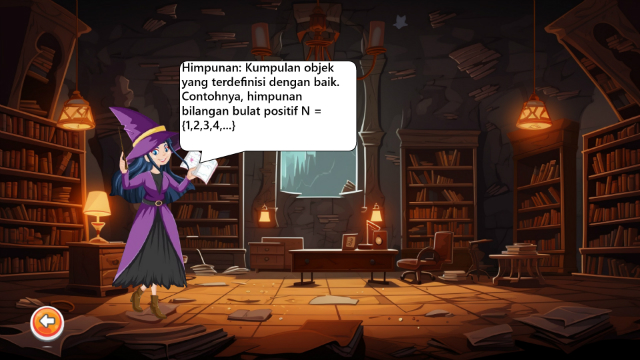 Himpunan: Kumpulan objek
yang terdefinisi dengan baik.
Contohnya, himpunan
bilangan bulat positif N =
{1,2,3,4,...}